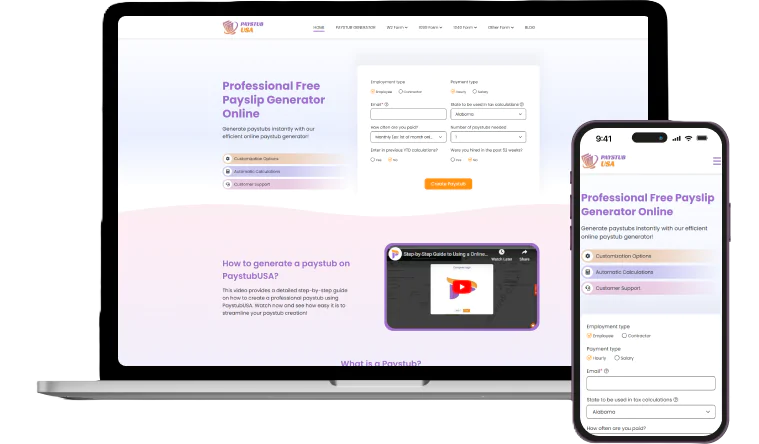 PAYSTUB
USA
HOME PAYSTUB GENERATOR W2 Form 1099 Form 1040 Form Other Form BLOG
Professional Free
Payslip Generator
Online
Generate paystubs instantly with our
efficient online paystub generator!
Customization Options
Automatic Calculations
Customer Support
Employment type Payment type
Employee Contractor Hourly Salary
Email* State to be used in tax calculations
Alabama
How often are you paid? Number of paystubs needed:
Monthly (1st 1
Enter in previous YTD calculations? Were you hired in the past 52 weeks?
Yes No Yes No
Create Paystub
How to generate a paystub on
PaystubUSA?
This video provides a detailed step-by-step guide
on how to create a professional paystub using
PaystubUSA. Watch now and see how easy it is to
streamline your paystub creation!
Step-by-Step Guide to Using a Online...
Watch Later Share
What is a Paystub?
9:41
PAYSTUB
USA
Professional Free Payslip
Generator Online
Generate paystubs instantly with our efficient
online paystub generator!
Customization Options
Automatic Calculations
Customer Support
Employment type
Employee Contractor
Payment type
Hourly Salary
Email*
State to be used in tax calculations
Alabama
How often are you paid?